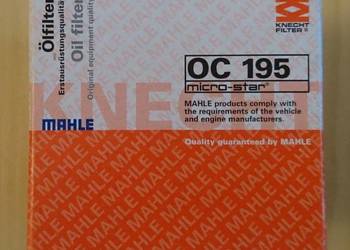 Ölfilter
Erstausrüstungsqualität
Oil filter
Original equipment quality
KNECHT
FILTER
OC 195
micro-star
MAHLE products comply with
the requirements of the vehicle
and engine manufacturers.
KNECHT
MAHLE
Quality guaranteed by MAHLE